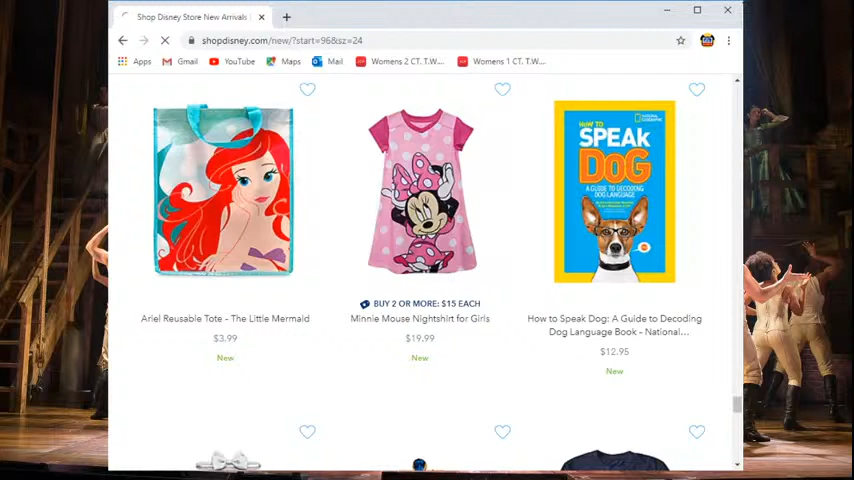 Shop Disney Store New Arrivals
shopdisney.com/new/?start=96&sz=24
Apps Gmail YouTube Maps Mail Womens 2 CT. T.W... Womens 1 CT. T.W...
NATIONAL GEOGRAPHIC
HOW TO
SPEAK
DOG
A GUIDE TO DECODING
DOG LANGUAGE
BUY 2 OR MORE: $15 EACH
Ariel Reusable Tote - The Little Mermaid
$3.99
New
Minnie Mouse Nightshirt for Girls
$19.99
New
How to Speak Dog: A Guide to Decoding
Dog Language Book - National...
$12.95
New